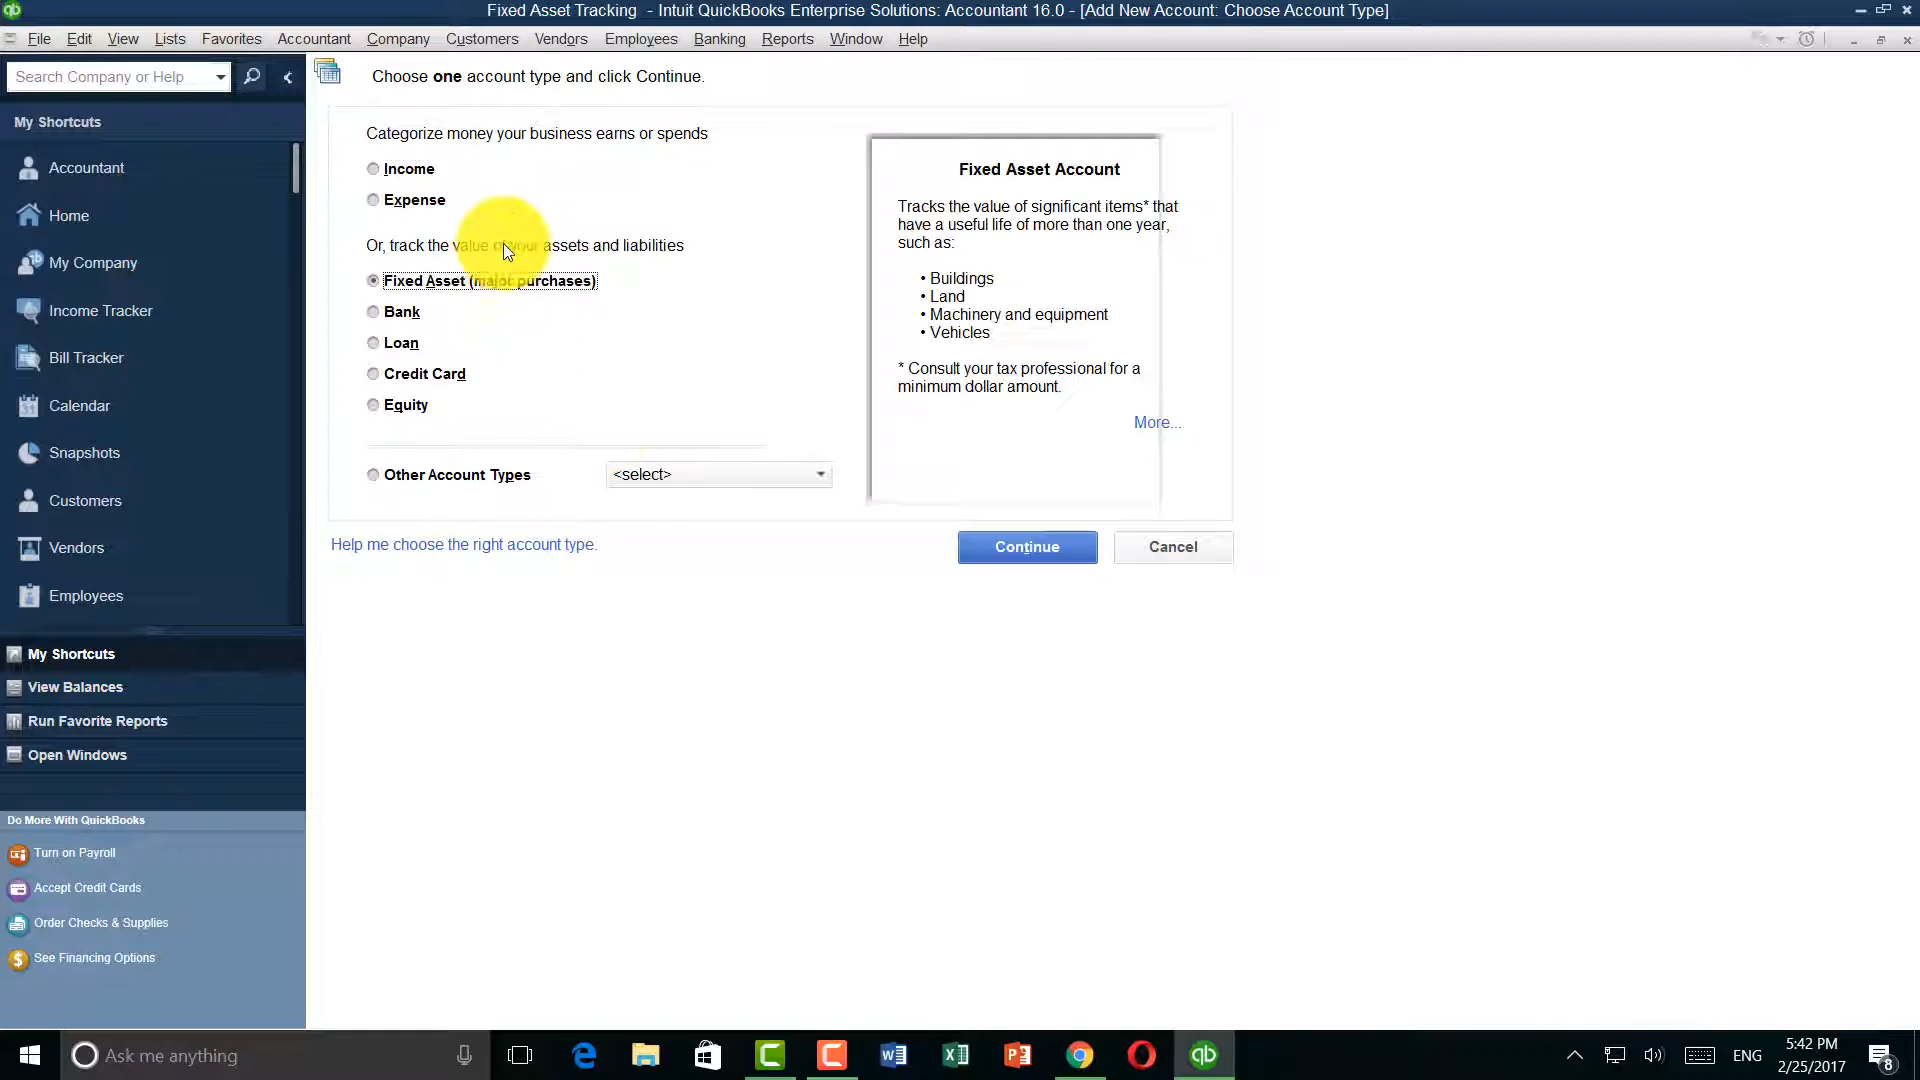 qb
Fixed Asset Tracking - Intuit QuickBooks Enterprise Solutions: Accountant 16.0 - [Add New Account: Choose Account Type]
File Edit View Lists Favorites Accountant Company Customers Vendors Employees Banking Reports Window Help
Search Company or Help
My Shortcuts
Accountant
Home
My Company
Income Tracker
Bill Tracker
Calendar
Snapshots
Customers
Vendors
Employees
My Shortcuts
View Balances
Run Favorite Reports
Open Windows
Do More With QuickBooks
Turn on Payroll
Accept Credit Cards
Order Checks & Supplies
See Financing Options
Choose one account type and click Continue.
Categorize money your business earns or spends
Income
Expense
Or, track the value of your assets and liabilities
Fixed Asset (major purchases)
Bank
Loan
Credit Card
Equity
Other Account Types <select>
Fixed Asset Account
Tracks the value of significant items* that
have a useful life of more than one year,
such as:
• Buildings
• Land
• Machinery and equipment
• Vehicles
* Consult your tax professional for a
minimum dollar amount.
More...
Help me choose the right account type.
Continue
Cancel
Ask me anything
ENG
5:42 PM
2/25/2017
8